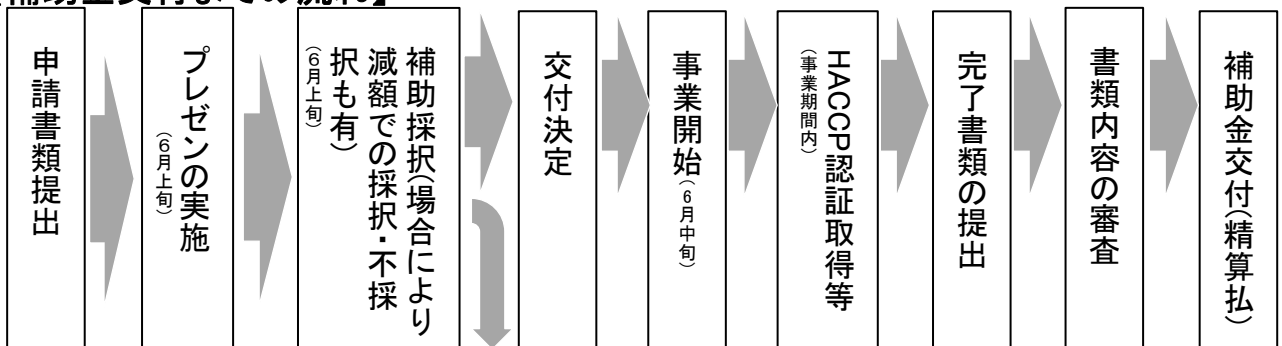 補助金交付までの流れ】
申請書類提出
プレゼンの実施
（６月上旬）
補助採択（場合により
減額での採択・不採
択も有）
（６月上旬）
交付決定
事業開始（６月中旬）
HACCP認証取得等
（事業期間内）
完了書類の提出
書類内容の審査
補助金交付（精算払）